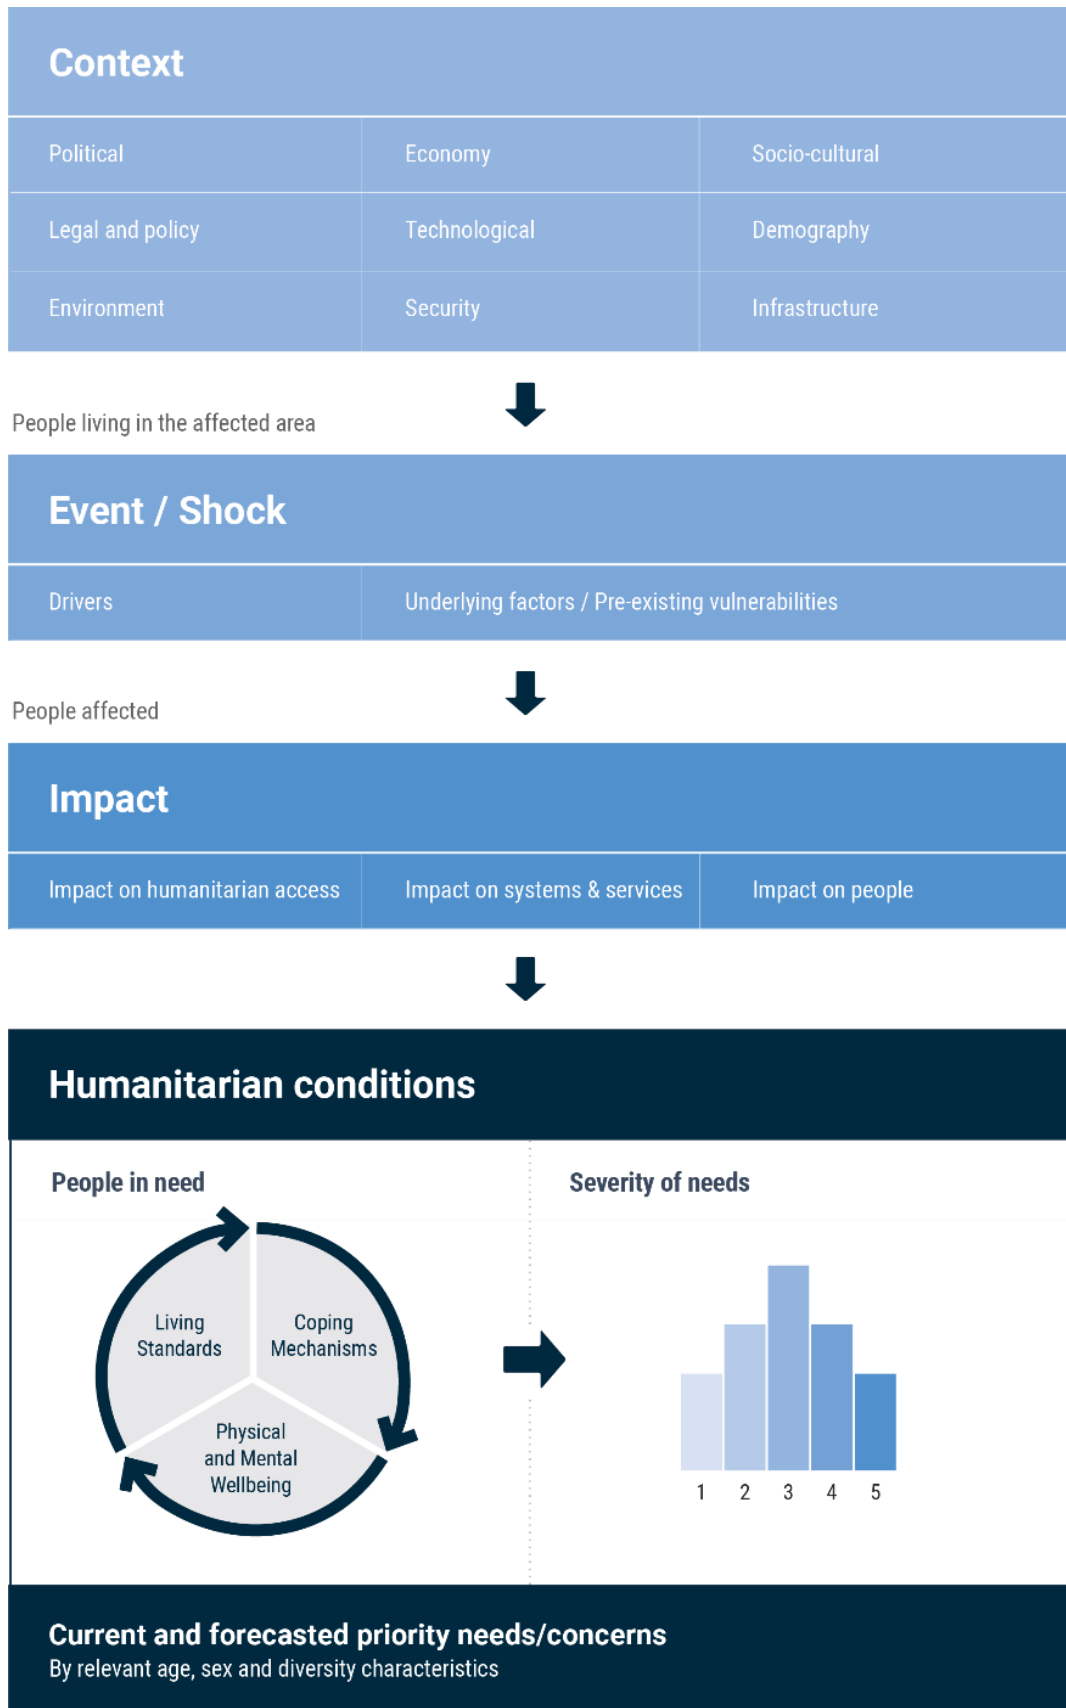 Context
Political
Economy
Socio-cultural
Legal and policy
Technological
Demography
Environment
Security
Infrastructure
People living in the affected area
Event / Shock
Drivers
Underlying factors / Pre-existing vulnerabilities
People affected
Impact
Impact on humanitarian access
Impact on systems & services
Impact on people
Humanitarian conditions
People in need
Living
Standards
Coping
Mechanisms
Physical
and Mental
Wellbeing
Severity of needs
1 2 3 4 5
Current and forecasted priority needs/concerns
By relevant age, sex and diversity characteristics